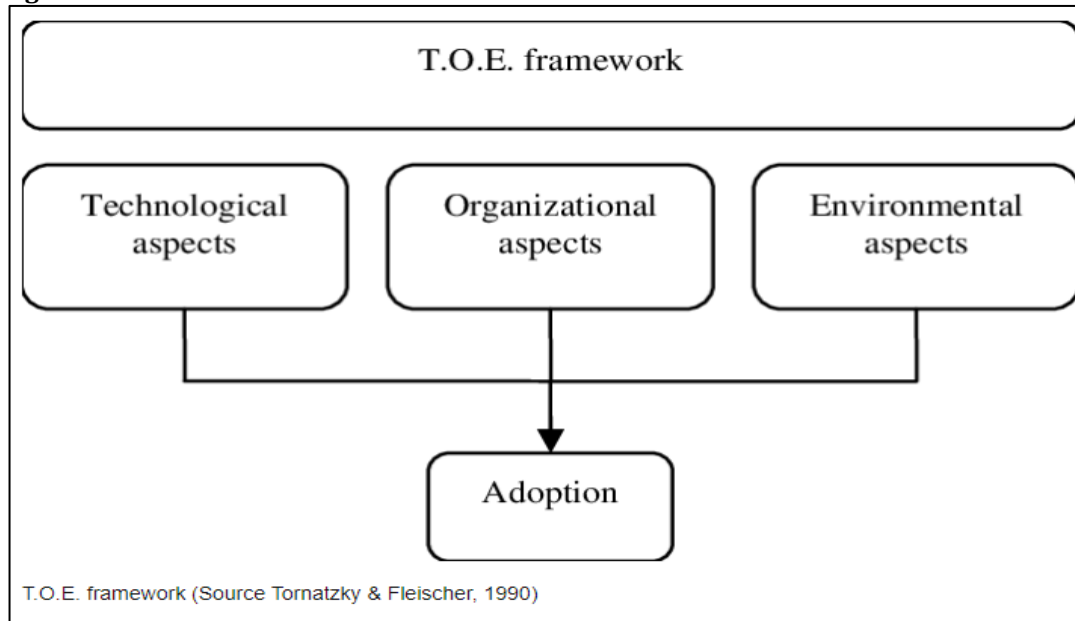 T.O.E. framework
Technological
aspects
Organizational
aspects
Environmental
aspects
Adoption
T.O.E. framework (Source Tornatzky & Fleischer, 1990)